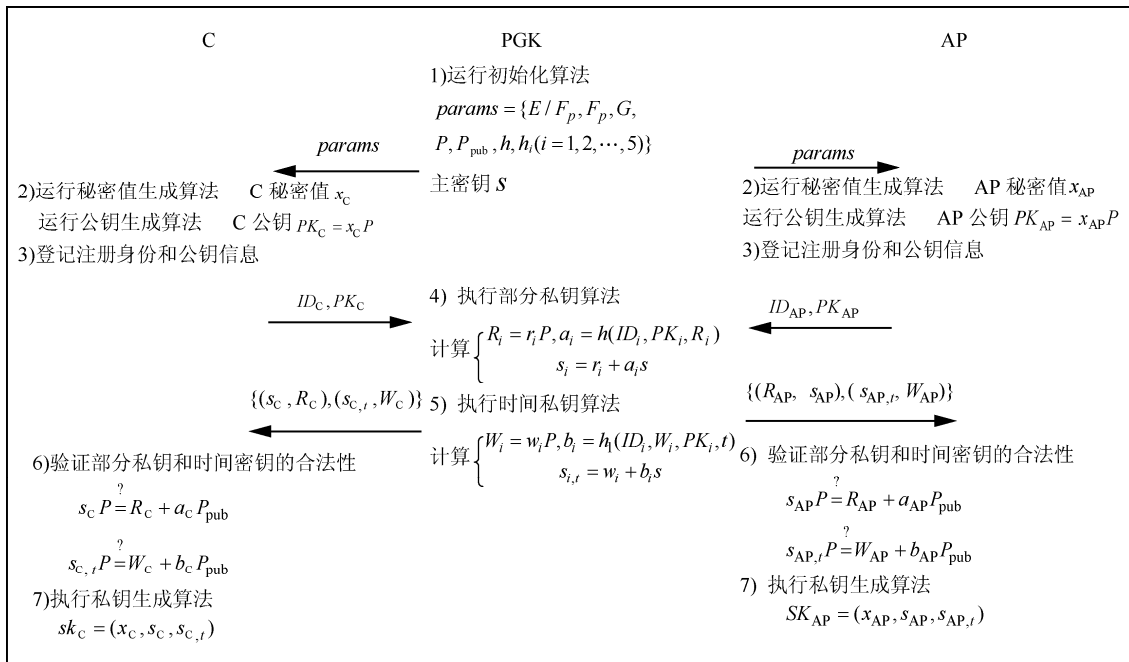 C PGK AP
1)运行初始化算法
params = {E / F_p, F_p, G,
P, P_pub, h, h_i(i = 1, 2, ⋯, 5)}
主密钥 S
params
params
2)运行秘密值生成算法 C 秘密值 x_C
运行公钥生成算法 C 公钥 PK_C = x_C P
3)登记注册身份和公钥信息
2)运行秘密值生成算法 AP 秘密值 x_AP
运行公钥生成算法 AP 公钥 PK_AP = x_AP P
3)登记注册身份和公钥信息
ID_C, PK_C
4) 执行部分私钥算法
计算 { R_i = r_i P, a_i = h(ID_i, PK_i, R_i)
s_i = r_i + a_i s
ID_AP, PK_AP
{(s_C, R_C), (s_C,t, W_C)}
5) 执行时间私钥算法
计算 { W_i = w_i P, b_i = h_1(ID_i, W_i, PK_i, t)
s_i,t = w_i + b_i s
{(R_AP, s_AP), ( s_AP,t, W_AP)}
6)验证部分私钥和时间密钥的合法性
s_C P ?= R_C + a_C P_pub
s_C,t P ?= W_C + b_C P_pub
7)执行私钥生成算法
sk_C = (x_C, s_C, s_C,t)
6) 验证部分私钥和时间密钥的合法性
s_AP P ?= R_AP + a_AP P_pub
s_AP,t P ?= W_AP + b_AP P_pub
7) 执行私钥生成算法
SK_AP = (x_AP, s_AP, s_AP,t)